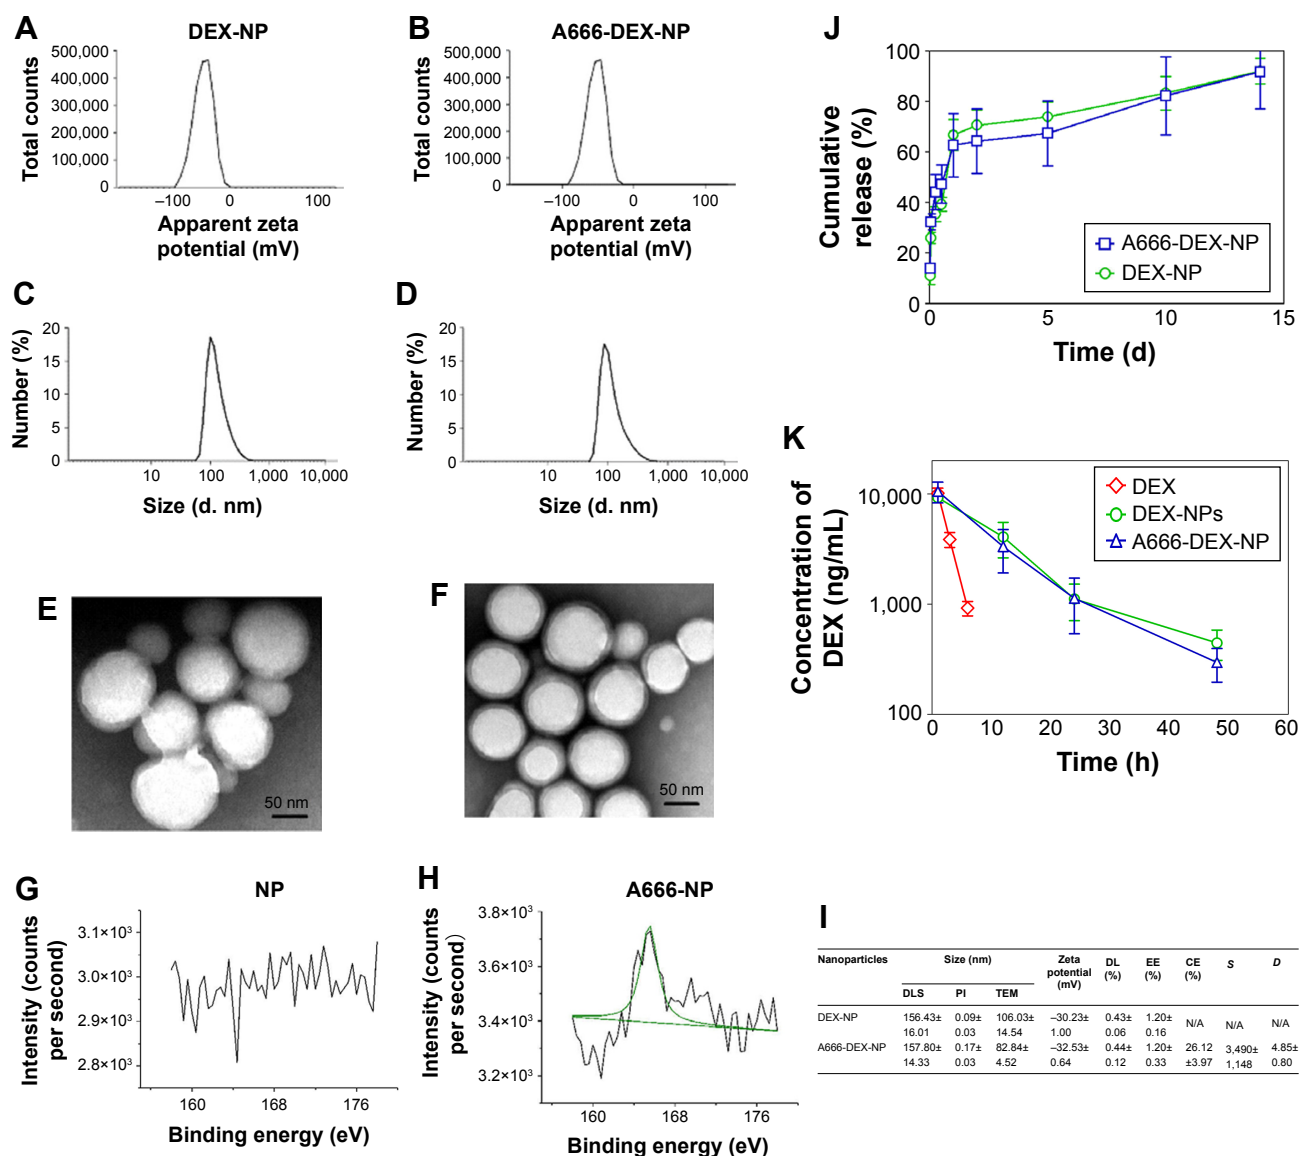 A
DEX-NP
Total counts
500,000
400,000
300,000
200,000
100,000
0
–100
0
100
Apparent zeta
potential (mV)
B
A666-DEX-NP
Total counts
500,000
400,000
300,000
200,000
100,000
0
–100
0
100
Apparent zeta
potential (mV)
C
Number (%)
20
15
10
5
0
10
100
1,000
10,000
Size (d. nm)
D
Number (%)
20
15
10
5
0
10
100
1,000
10,000
Size (d. nm)
E
50 nm
F
50 nm
G
NP
Intensity (counts
per second)
3.1×10³
3.0×10³
2.9×10³
2.8×10³
160
168
176
Binding energy (eV)
H
A666-NP
Intensity (counts
per second)
3.8×10³
3.6×10³
3.4×10³
3.2×10³
160
168
176
Binding energy (eV)
J
Cumulative
release (%)
100
80
60
40
20
0
0
5
10
15
A666-DEX-NP
DEX-NP
Time (d)
K
Concentration of
DEX (ng/mL)
10,000
1,000
100
0
10
20
30
40
50
60
DEX
DEX-NPs
A666-DEX-NP
Time (h)
I
Nanoparticles Size (nm) Zeta potential (mV) DL (%) EE (%) CE (%) S D
DLS PI TEM
DEX-NP 156.43± 0.09± 106.03± –30.23± 0.43± 1.20± N/A N/A N/A
16.01 0.03 14.54 1.00 0.06 0.16
A666-DEX-NP 157.80± 0.17± 82.84± –32.53± 0.44± 1.20± 26.12 3,490± 4.85±
14.33 0.03 4.52 0.64 0.12 0.33 ±3.97 1,148 0.80